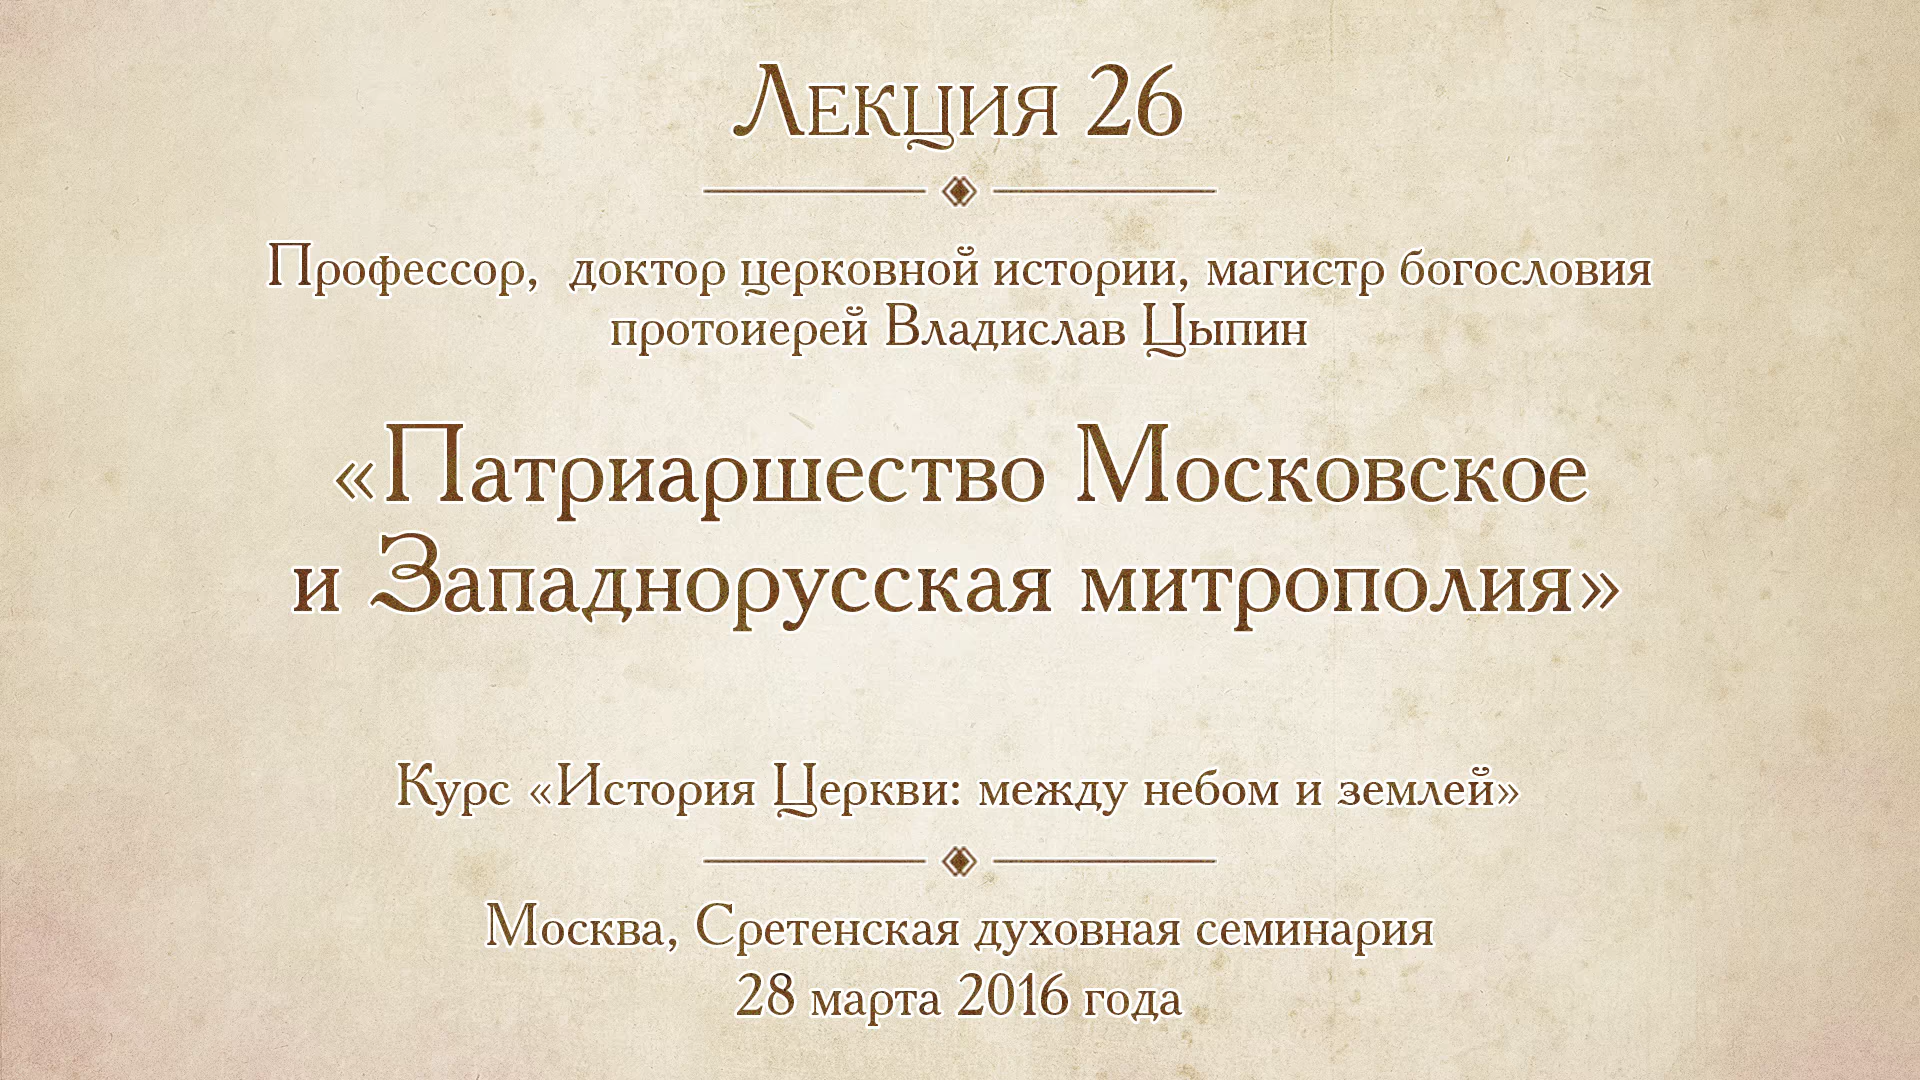 Лекция 26
Профессор, доктор церковной истории, магистр богословия
протоиерей Владислав Цыпин
«Патриаршество Московское
и Западнорусская митрополия»
Курс «История Церкви: между небом и землей»
Москва, Сретенская духовная семинария
28 марта 2016 года